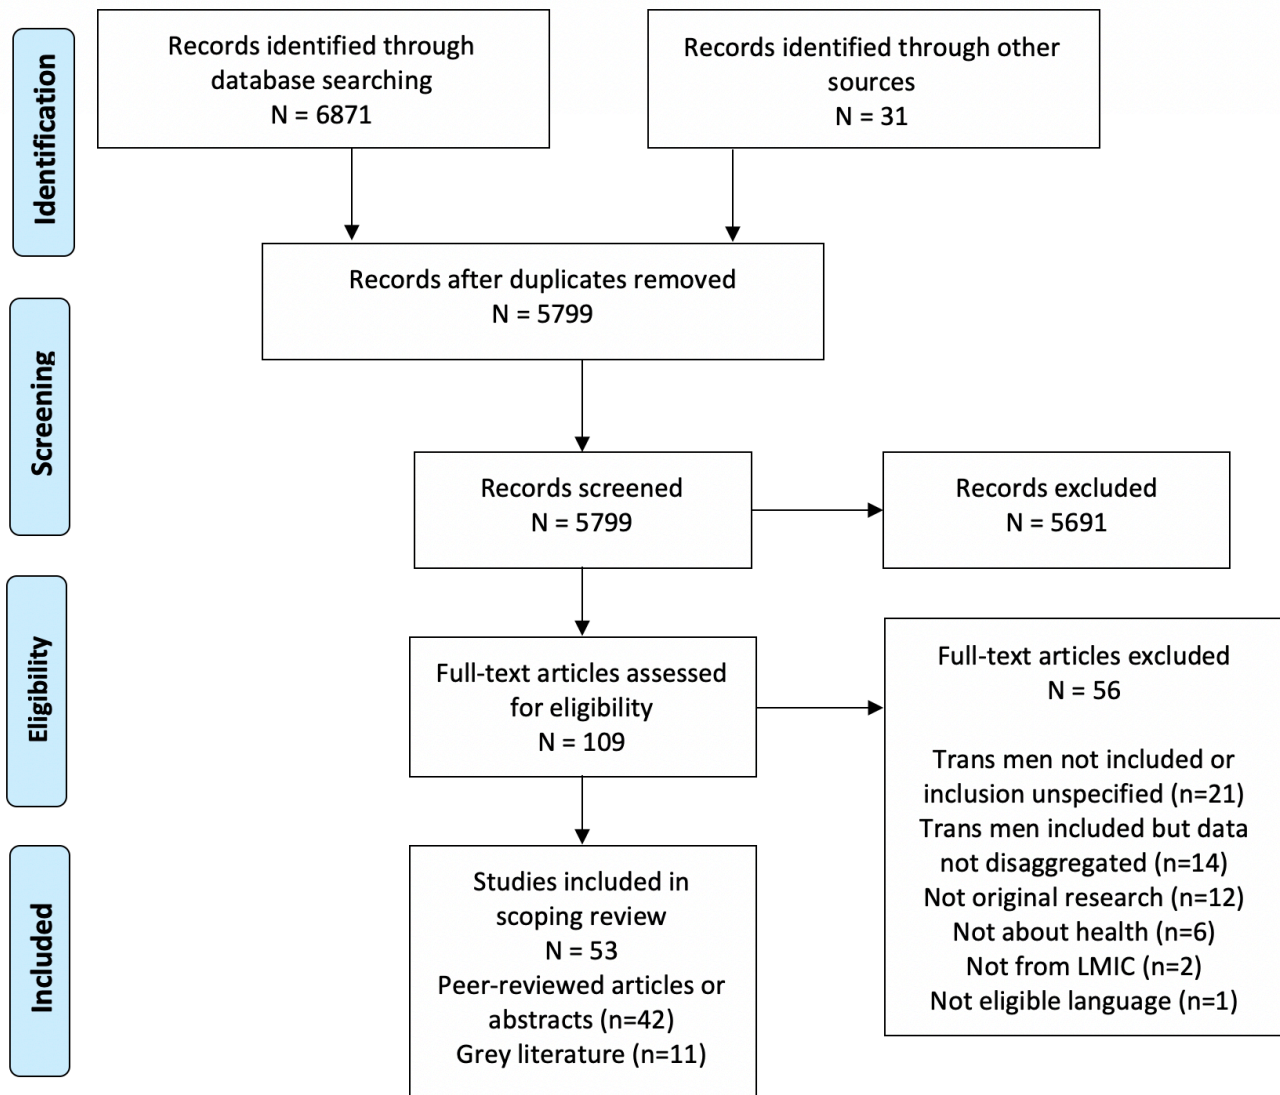 Identification
Records identified through
database searching
N = 6871
Records identified through other
sources
N = 31
Records after duplicates removed
N = 5799
Screening
Records screened
N = 5799
Records excluded
N = 5691
Eligibility
Full-text articles assessed
for eligibility
N = 109
Full-text articles excluded
N = 56
Trans men not included or
inclusion unspecified (n=21)
Trans men included but data
not disaggregated (n=14)
Not original research (n=12)
Not about health (n=6)
Not from LMIC (n=2)
Not eligible language (n=1)
Included
Studies included in
scoping review
N = 53
Peer-reviewed articles or
abstracts (n=42)
Grey literature (n=11)